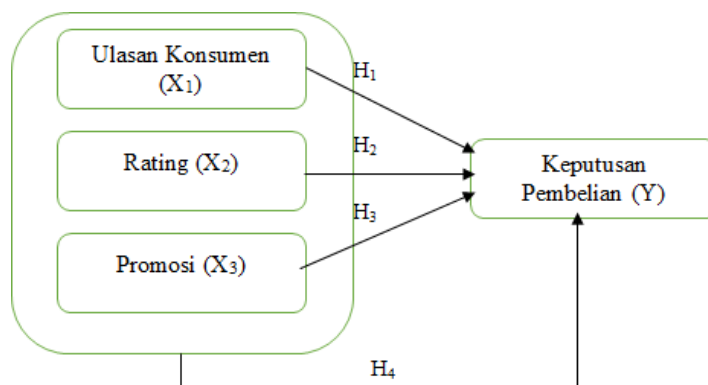 Ulasan Konsumen
(X₁)
H₁
Rating (X₂)
H₂
Keputusan
Pembelian (Y)
H₃
Promosi (X₃)
H₄